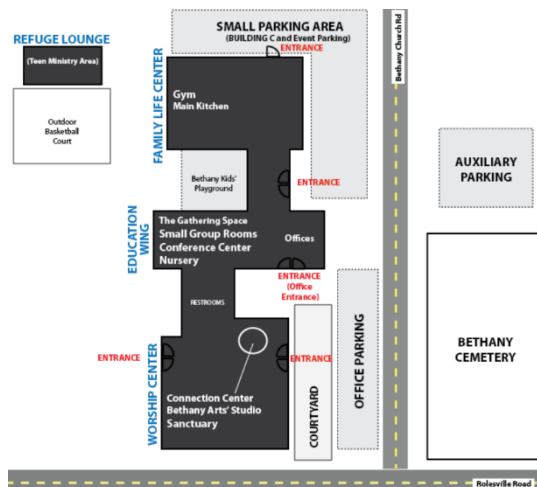 SMALL PARKING AREA
(BUILDING C and Event Parking)
ENTRANCE
Bethany Church Rd
REFUGE LOUNGE
(Teen Ministry Area)
Outdoor
Basketball
Court
FAMILY LIFE CENTER
Gym
Main Kitchen
Bethany Kids'
Playground
ENTRANCE
AUXILIARY
PARKING
EDUCATION
WING
The Gathering Space
Small Group Rooms
Conference Center
Nursery
Offices
ENTRANCE
(Office
Entrance)
RESTROOMS
WORSHIP CENTER
ENTRANCE
ENTRANCE
Connection Center
Bethany Arts' Studio
Sanctuary
COURTYARD
OFFICE PARKING
BETHANY
CEMETERY
Rolesville Road